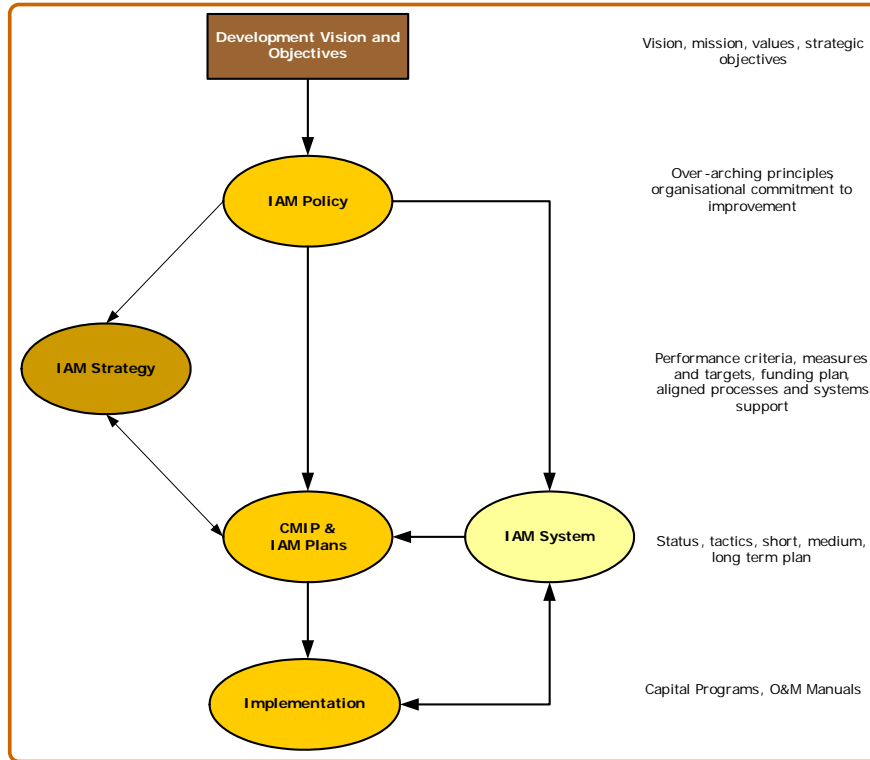 Development Vision and
Objectives
Vision, mission, values, strategic
objectives
IAM Policy
Over-arching principles,
organisational commitment to
improvement
IAM Strategy
Performance criteria, measures
and targets, funding plan,
aligned processes and systems
support
CMIP &
IAM Plans
IAM System
Status, tactics, short, medium,
long term plan
Implementation
Capital Programs, O&M Manuals